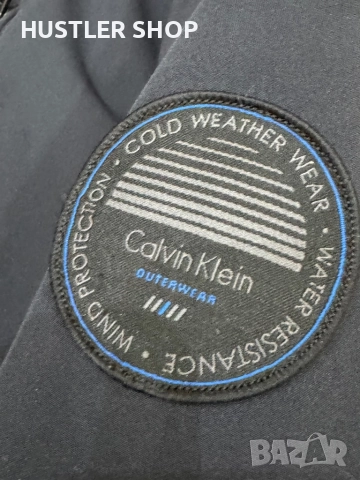 HUSTLER SHOP
WIND PROTECTION • COLD WEATHER WEAR • WATER RESISTANCE •
Calvin Klein
OUTERWEAR
BAZAR